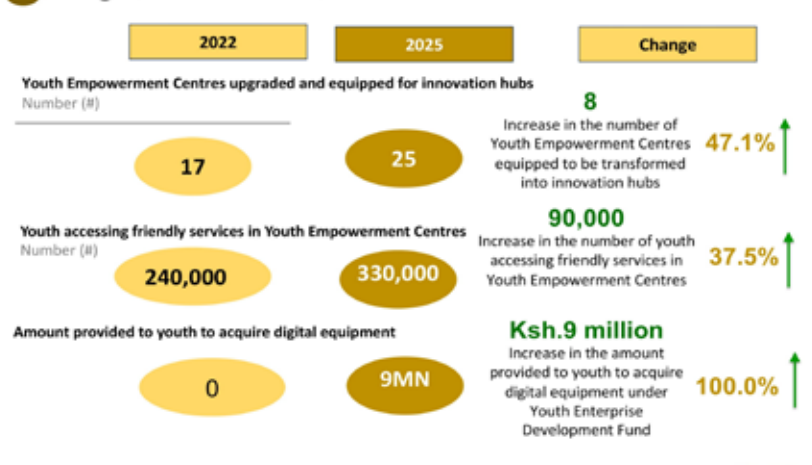 2022
2025
Change
Youth Empowerment Centres upgraded and equipped for innovation hubs
Number (#)
17
25
8
Increase in the number of
Youth Empowerment Centres
equipped to be transformed
into innovation hubs
47.1%
Youth accessing friendly services in Youth Empowerment Centres
Number (#)
240,000
330,000
90,000
Increase in the number of youth
accessing friendly services in
Youth Empowerment Centres
37.5%
Amount provided to youth to acquire digital equipment
0
9MN
Ksh.9 million
Increase in the amount
provided to youth to acquire
digital equipment under
Youth Enterprise
Development Fund
100.0%